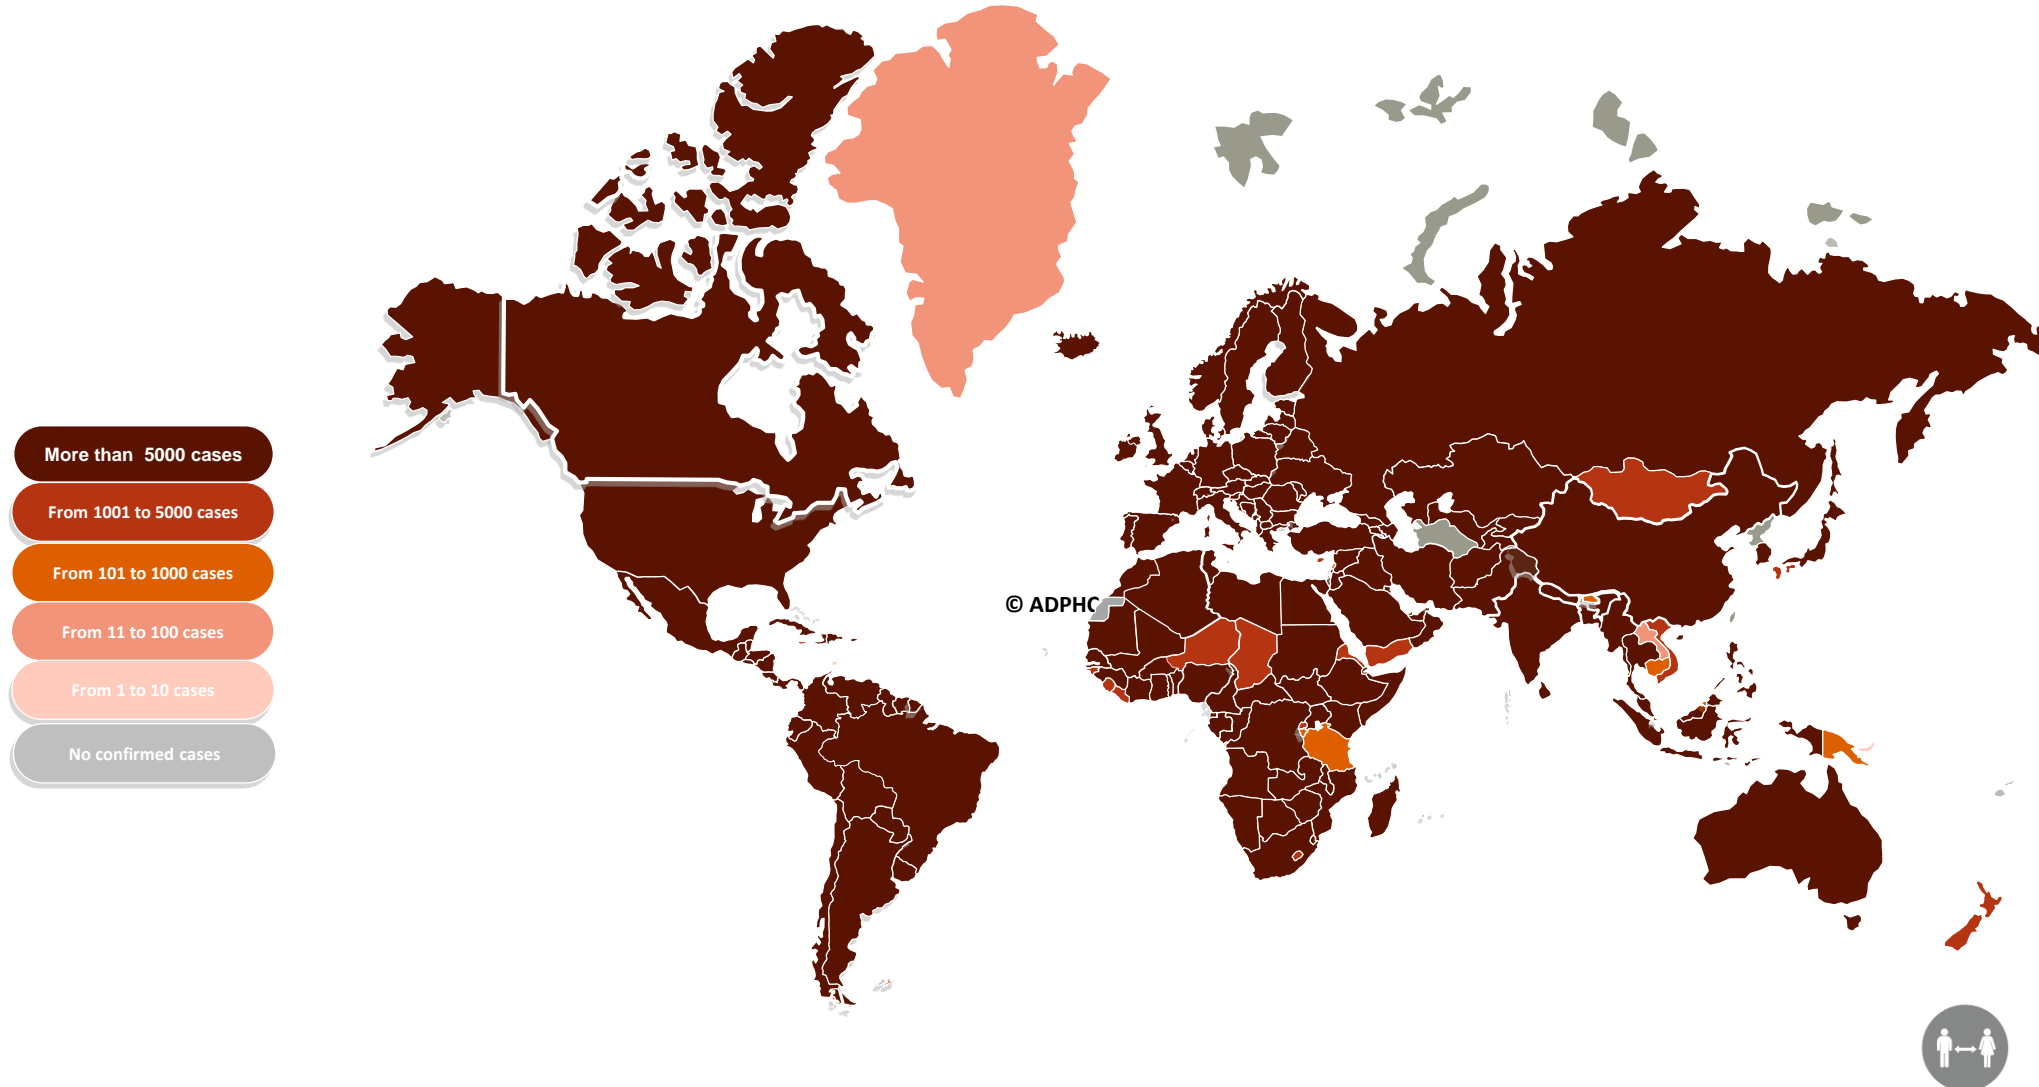 More than 5000 cases
From 1001 to 5000 cases
From 101 to 1000 cases
© ADPHC
From 11 to 100 cases
From 1 to 10 cases
No confirmed cases